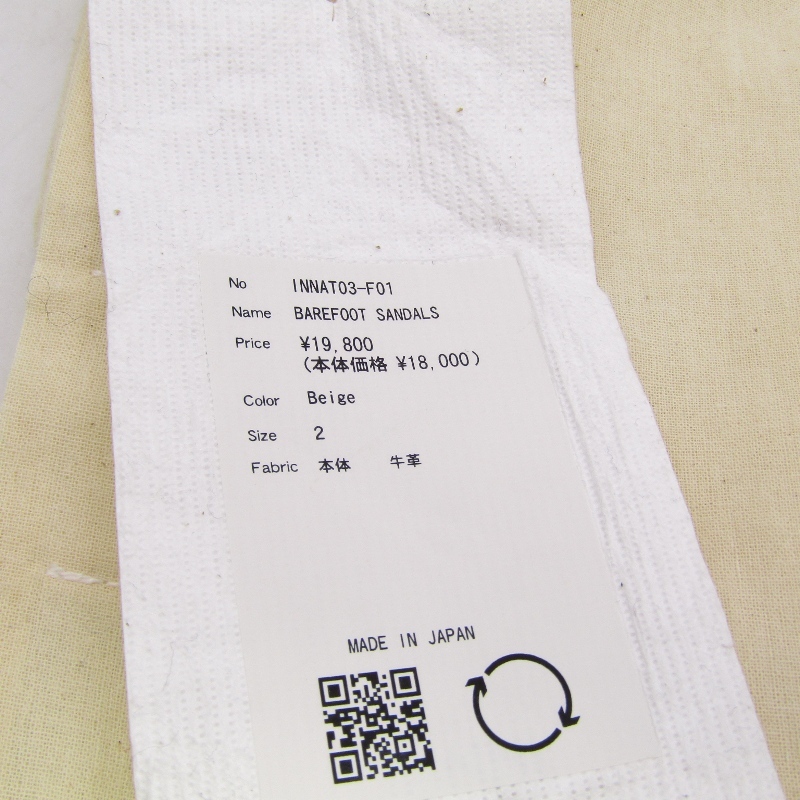 No INNAT03-F01
Name BAREFOOT SANDALS
Price ¥19,800
(本体価格 ¥18,000)
Color Beige
Size 2
Fabric 本体 牛革
MADE IN JAPAN